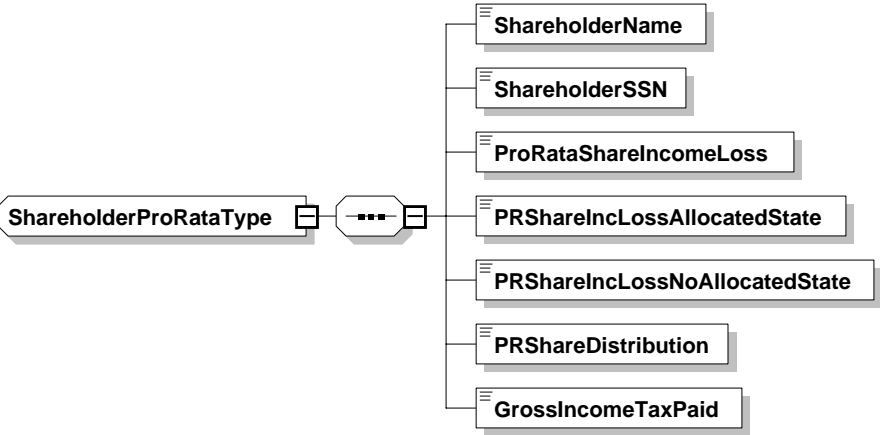 ShareholderName
ShareholderSSN
ProRataShareIncomeLoss
ShareholderProRataType
PRShareIncLossAllocatedState
PRShareIncLossNoAllocatedState
PRShareDistribution
GrossIncomeTaxPaid